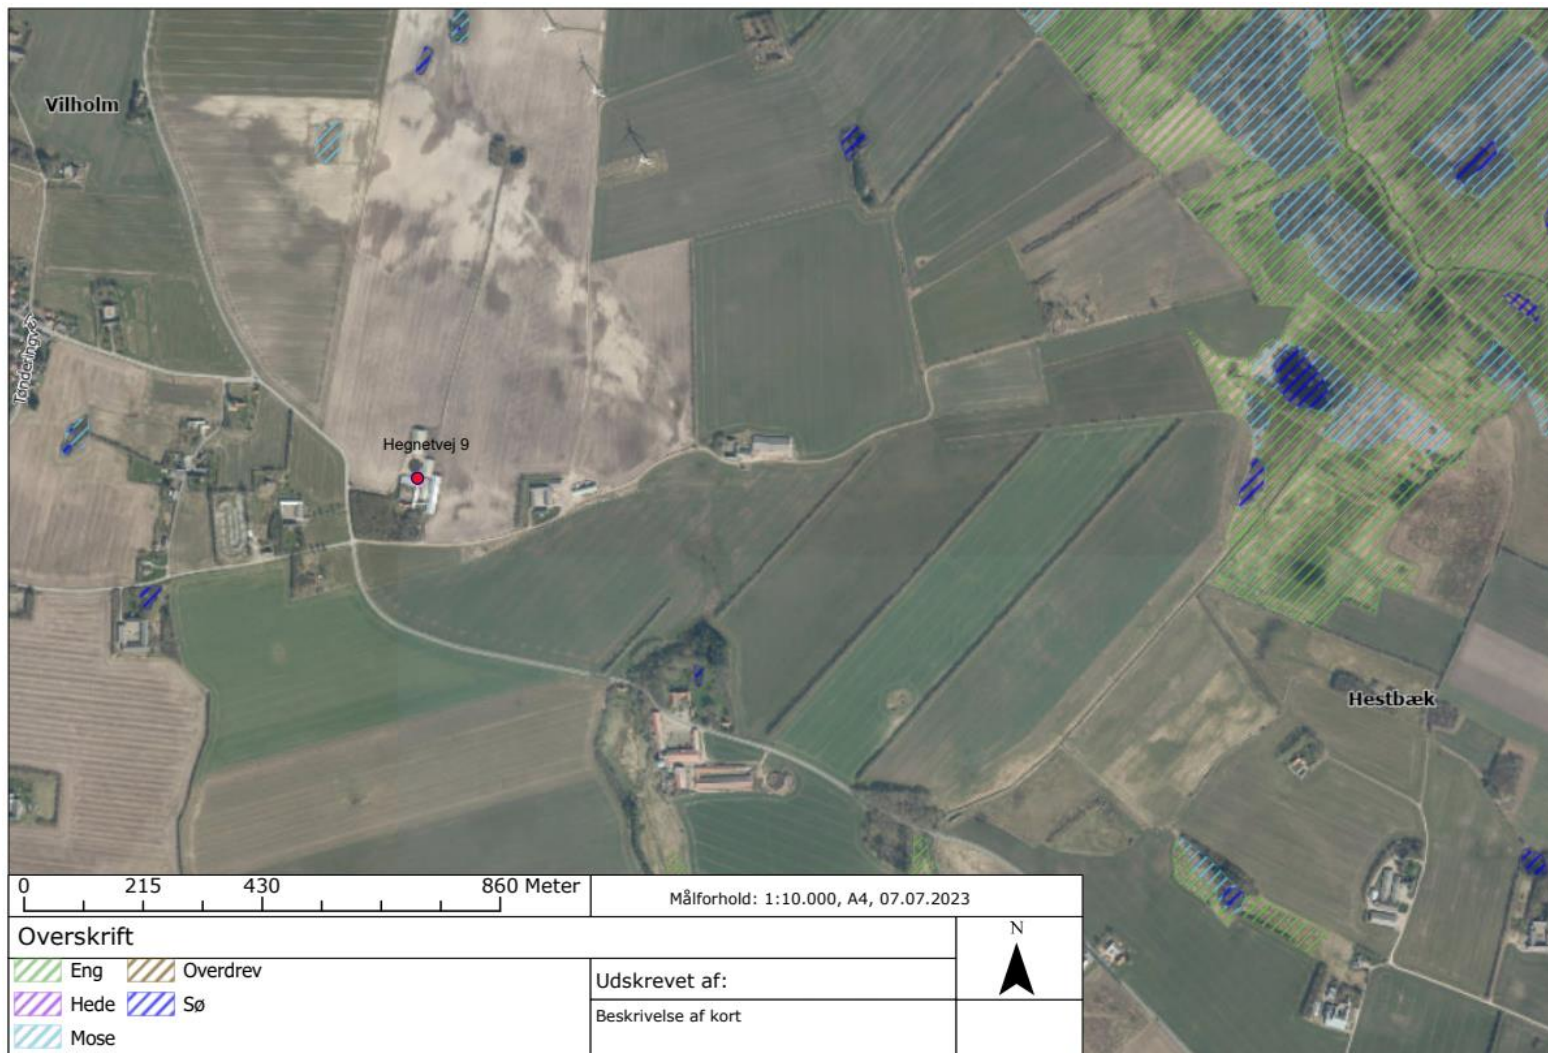 Vilholm
Tønderingvej
Hegnetvej 9
Hestbæk
0 215 430 860 Meter
Målforhold: 1:10.000, A4, 07.07.2023
Overskrift
N
Eng Overdrev
Hede Sø
Mose
Udskrevet af:
Beskrivelse af kort